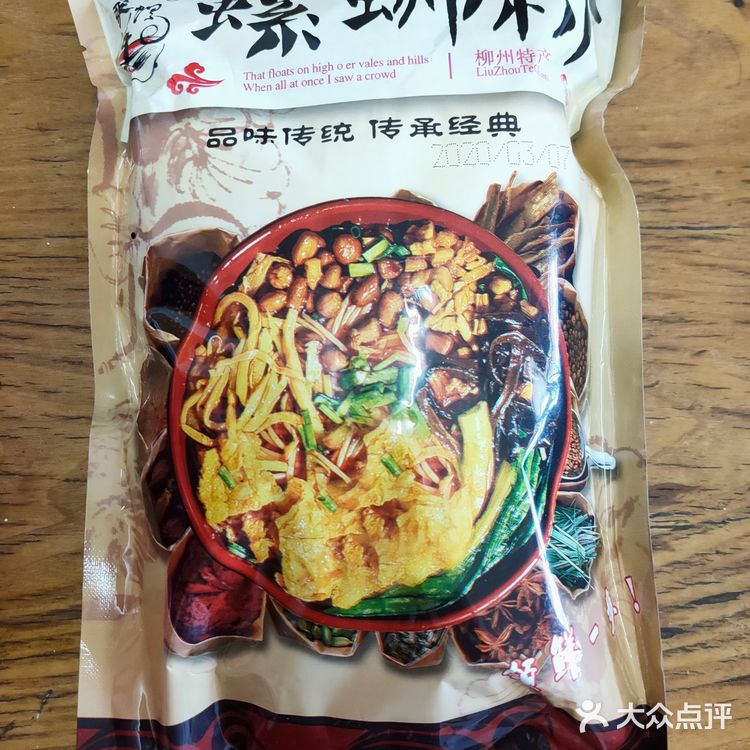 螺蛳粉
That floats on high o er vales and hills
When all at once I saw a crowd
柳州特产
品味传统 传承经典
2020/03/07
大众点评